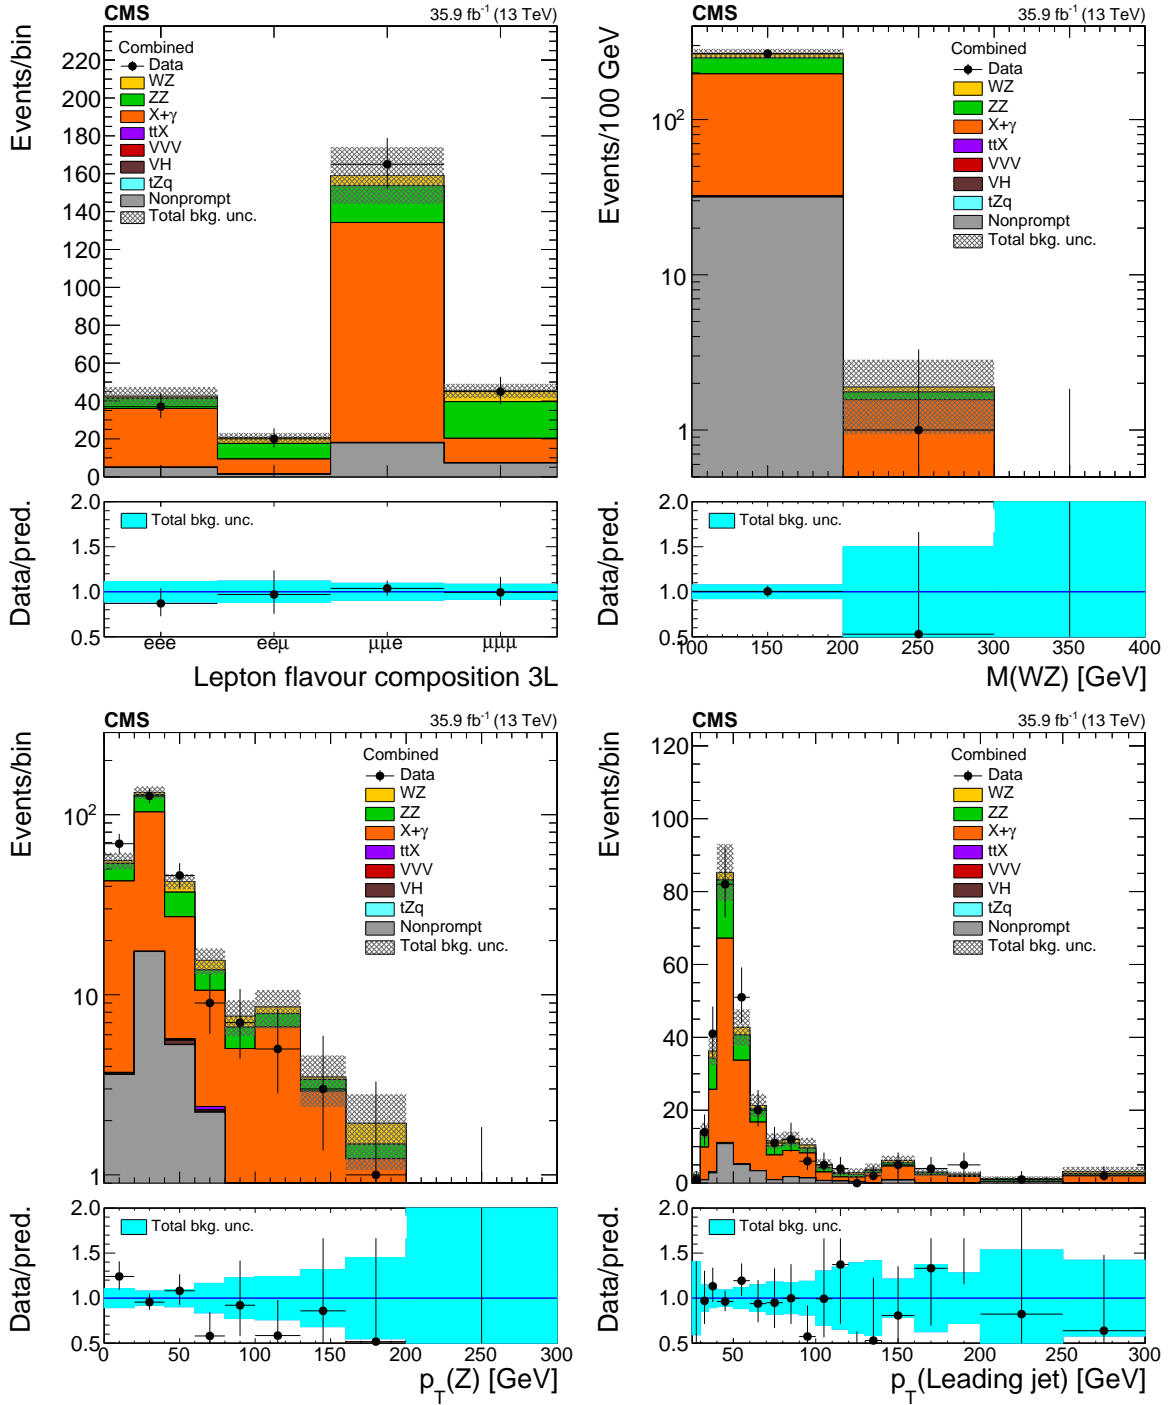 CMS 35.9 fb⁻¹ (13 TeV)
Events/bin
220
200
180
160
140
120
100
80
60
40
20
0
Combined
Data
WZ
ZZ
X+γ
ttX
VVV
VH
tZq
Nonprompt
Total bkg. unc.
Data/pred.
2.0
1.5
1.0
0.5
Total bkg. unc.
eee eeμ μμe μμμ
Lepton flavour composition 3L
CMS 35.9 fb⁻¹ (13 TeV)
Events/100 GeV
10²
10
1
Combined
Data
WZ
ZZ
X+γ
ttX
VVV
VH
tZq
Nonprompt
Total bkg. unc.
Data/pred.
2.0
1.5
1.0
0.5
Total bkg. unc.
100 150 200 250 300 350 400
M(WZ) [GeV]
CMS 35.9 fb⁻¹ (13 TeV)
Events/bin
10²
10
1
Combined
Data
WZ
ZZ
X+γ
ttX
VVV
VH
tZq
Nonprompt
Total bkg. unc.
Data/pred.
2.0
1.5
1.0
0.5
Total bkg. unc.
0 50 100 150 200 250 300
p_T(Z) [GeV]
CMS 35.9 fb⁻¹ (13 TeV)
Events/bin
120
100
80
60
40
20
0
Combined
Data
WZ
ZZ
X+γ
ttX
VVV
VH
tZq
Nonprompt
Total bkg. unc.
Data/pred.
2.0
1.5
1.0
0.5
Total bkg. unc.
50 100 150 200 250 300
p_T(Leading jet) [GeV]